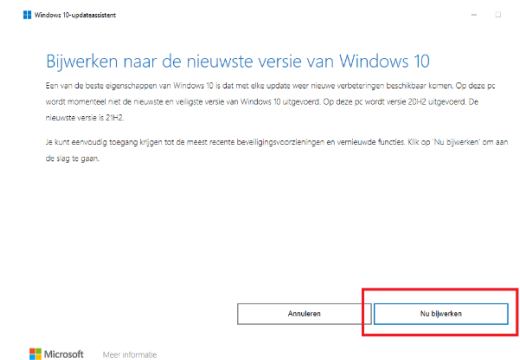 Windows 10-updateassistent
Bijwerken naar de nieuwste versie van Windows 10
Een van de beste eigenschappen van Windows 10 is dat met elke update weer nieuwe verbeteringen beschikbaar komen. Op deze pc
wordt momenteel niet de nieuwste en veiligste versie van Windows 10 uitgevoerd. Op deze pc wordt versie 20H2 uitgevoerd. De
nieuwste versie is 21H2.
Je kunt eenvoudig toegang krijgen tot de meest recente beveiligingsvoorzieningen en vernieuwde functies. Klik op 'Nu bijwerken' om aan
de slag te gaan.
Annuleren Nu bijwerken
Microsoft Meer informatie